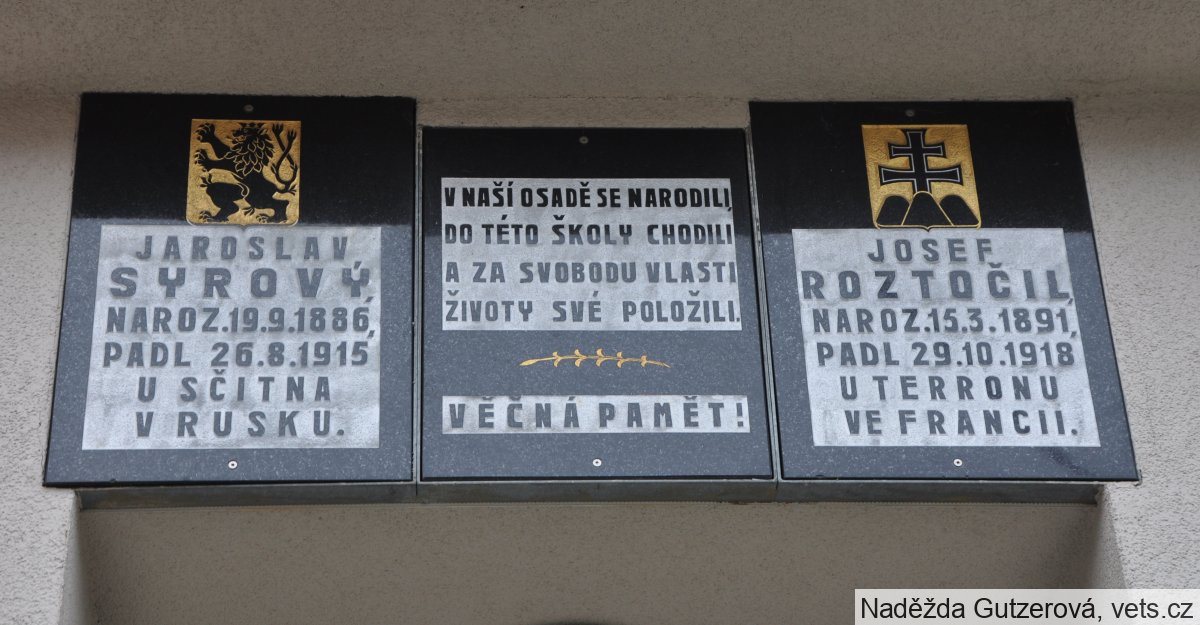 JAROSLAV
SYROVÝ,
NAROZ.19.9.1886,
PADL 26.8.1915
U SČITNA
V RUSKU.
V NAŠÍ OSADĚ SE NARODILI,
DO TÉTO ŠKOLY CHODILI
A ZA SVOBODU VLASTI
ŽIVOTY SVÉ POLOŽILI.
VĚČNÁ PAMĚT!
JOSEF
ROZTOČIL,
NAROZ.15.3.1891,
PADL 29.10.1918
U TERRONU
VE FRANCII.
Naděžda Gutzerová, vets.cz